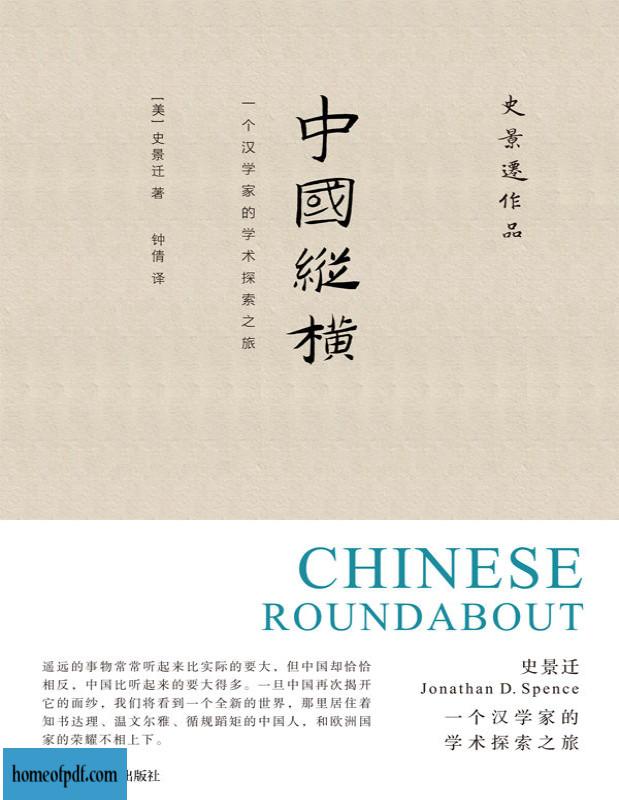 史景遷作品
中國縱橫
一个汉学家的学术探索之旅
［美］史景迁 著 钟倩 译
CHINESE
ROUNDABOUT
遥远的事物常常听起来比实际的要大，但中国却恰恰
相反，中国比听起来的要大得多。一旦中国再次揭开
它的面纱，我们将看到一个全新的世界，那里居住着
知书达理、温文尔雅、循规蹈矩的中国人，和欧洲国
家的荣耀不相上下。
史景迁
Jonathan D. Spence
一个汉学家的
学术探索之旅
出版社
homeofpdf.com